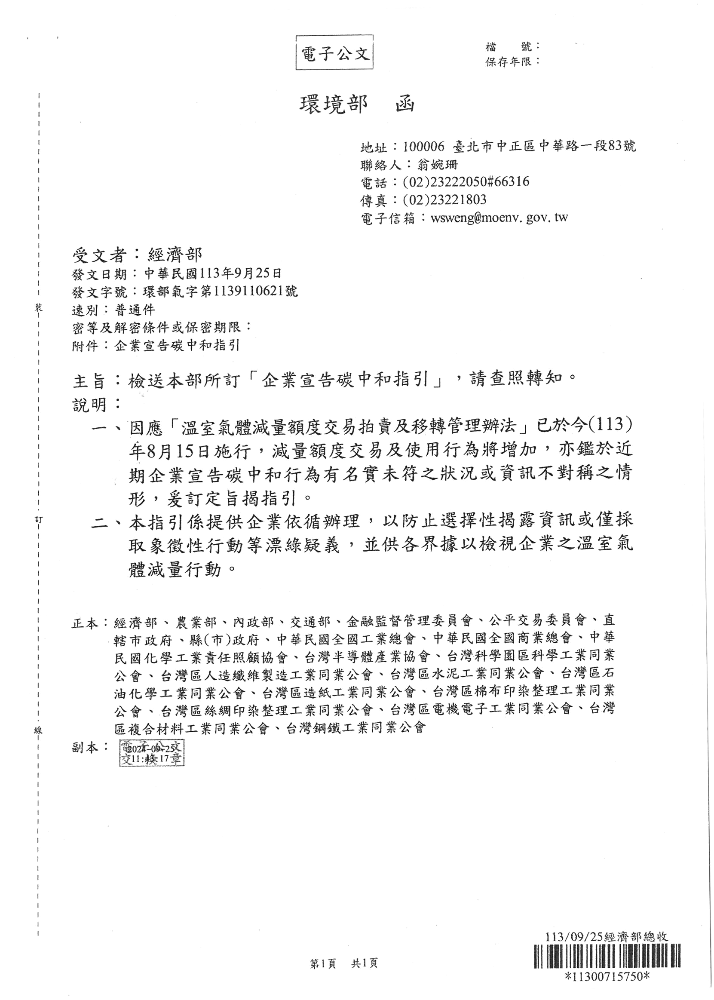 電子公文
檔　　號：
保存年限：
環境部　函
地址：100006 臺北市中正區中華路一段83號
聯絡人：翁婉珊
電話：(02)23222050#66316
傳真：(02)23221803
電子信箱：wsweng@moenv.gov.tw
受文者：經濟部
發文日期：中華民國113年9月25日
發文字號：環部氣字第1139110621號
速別：普通件
密等及解密條件或保密期限：
附件：企業宣告碳中和指引
主旨：檢送本部所訂「企業宣告碳中和指引」，請查照轉知。
說明：
一、因應「溫室氣體減量額度交易拍賣及移轉管理辦法」已於今(113)
年8月15日施行，減量額度交易及使用行為將增加，亦鑑於近
期企業宣告碳中和行為有名實未符之狀況或資訊不對稱之情
形，爰訂定旨揭指引。
二、本指引係提供企業依循辦理，以防止選擇性揭露資訊或僅採
取象徵性行動等漂綠疑義，並供各界據以檢視企業之溫室氣
體減量行動。
正本：經濟部、農業部、內政部、交通部、金融監督管理委員會、公平交易委員會、直
轄市政府、縣(市)政府、中華民國全國工業總會、中華民國全國商業總會、中華
民國化學工業責任照顧協會、台灣半導體產業協會、台灣科學園區科學工業同業
公會、台灣區人造纖維製造工業同業公會、台灣區水泥工業同業公會、台灣區石
油化學工業同業公會、台灣區造紙工業同業公會、台灣區棉布印染整理工業同業
公會、台灣區絲綢印染整理工業同業公會、台灣區電機電子工業同業公會、台灣
區複合材料工業同業公會、台灣鋼鐵工業同業公會
副本：
電子公文
2024-09-25
交換章
11:43:17
裝
訂
線
第1頁　共1頁
113/09/25經濟部總收
*11300715750*